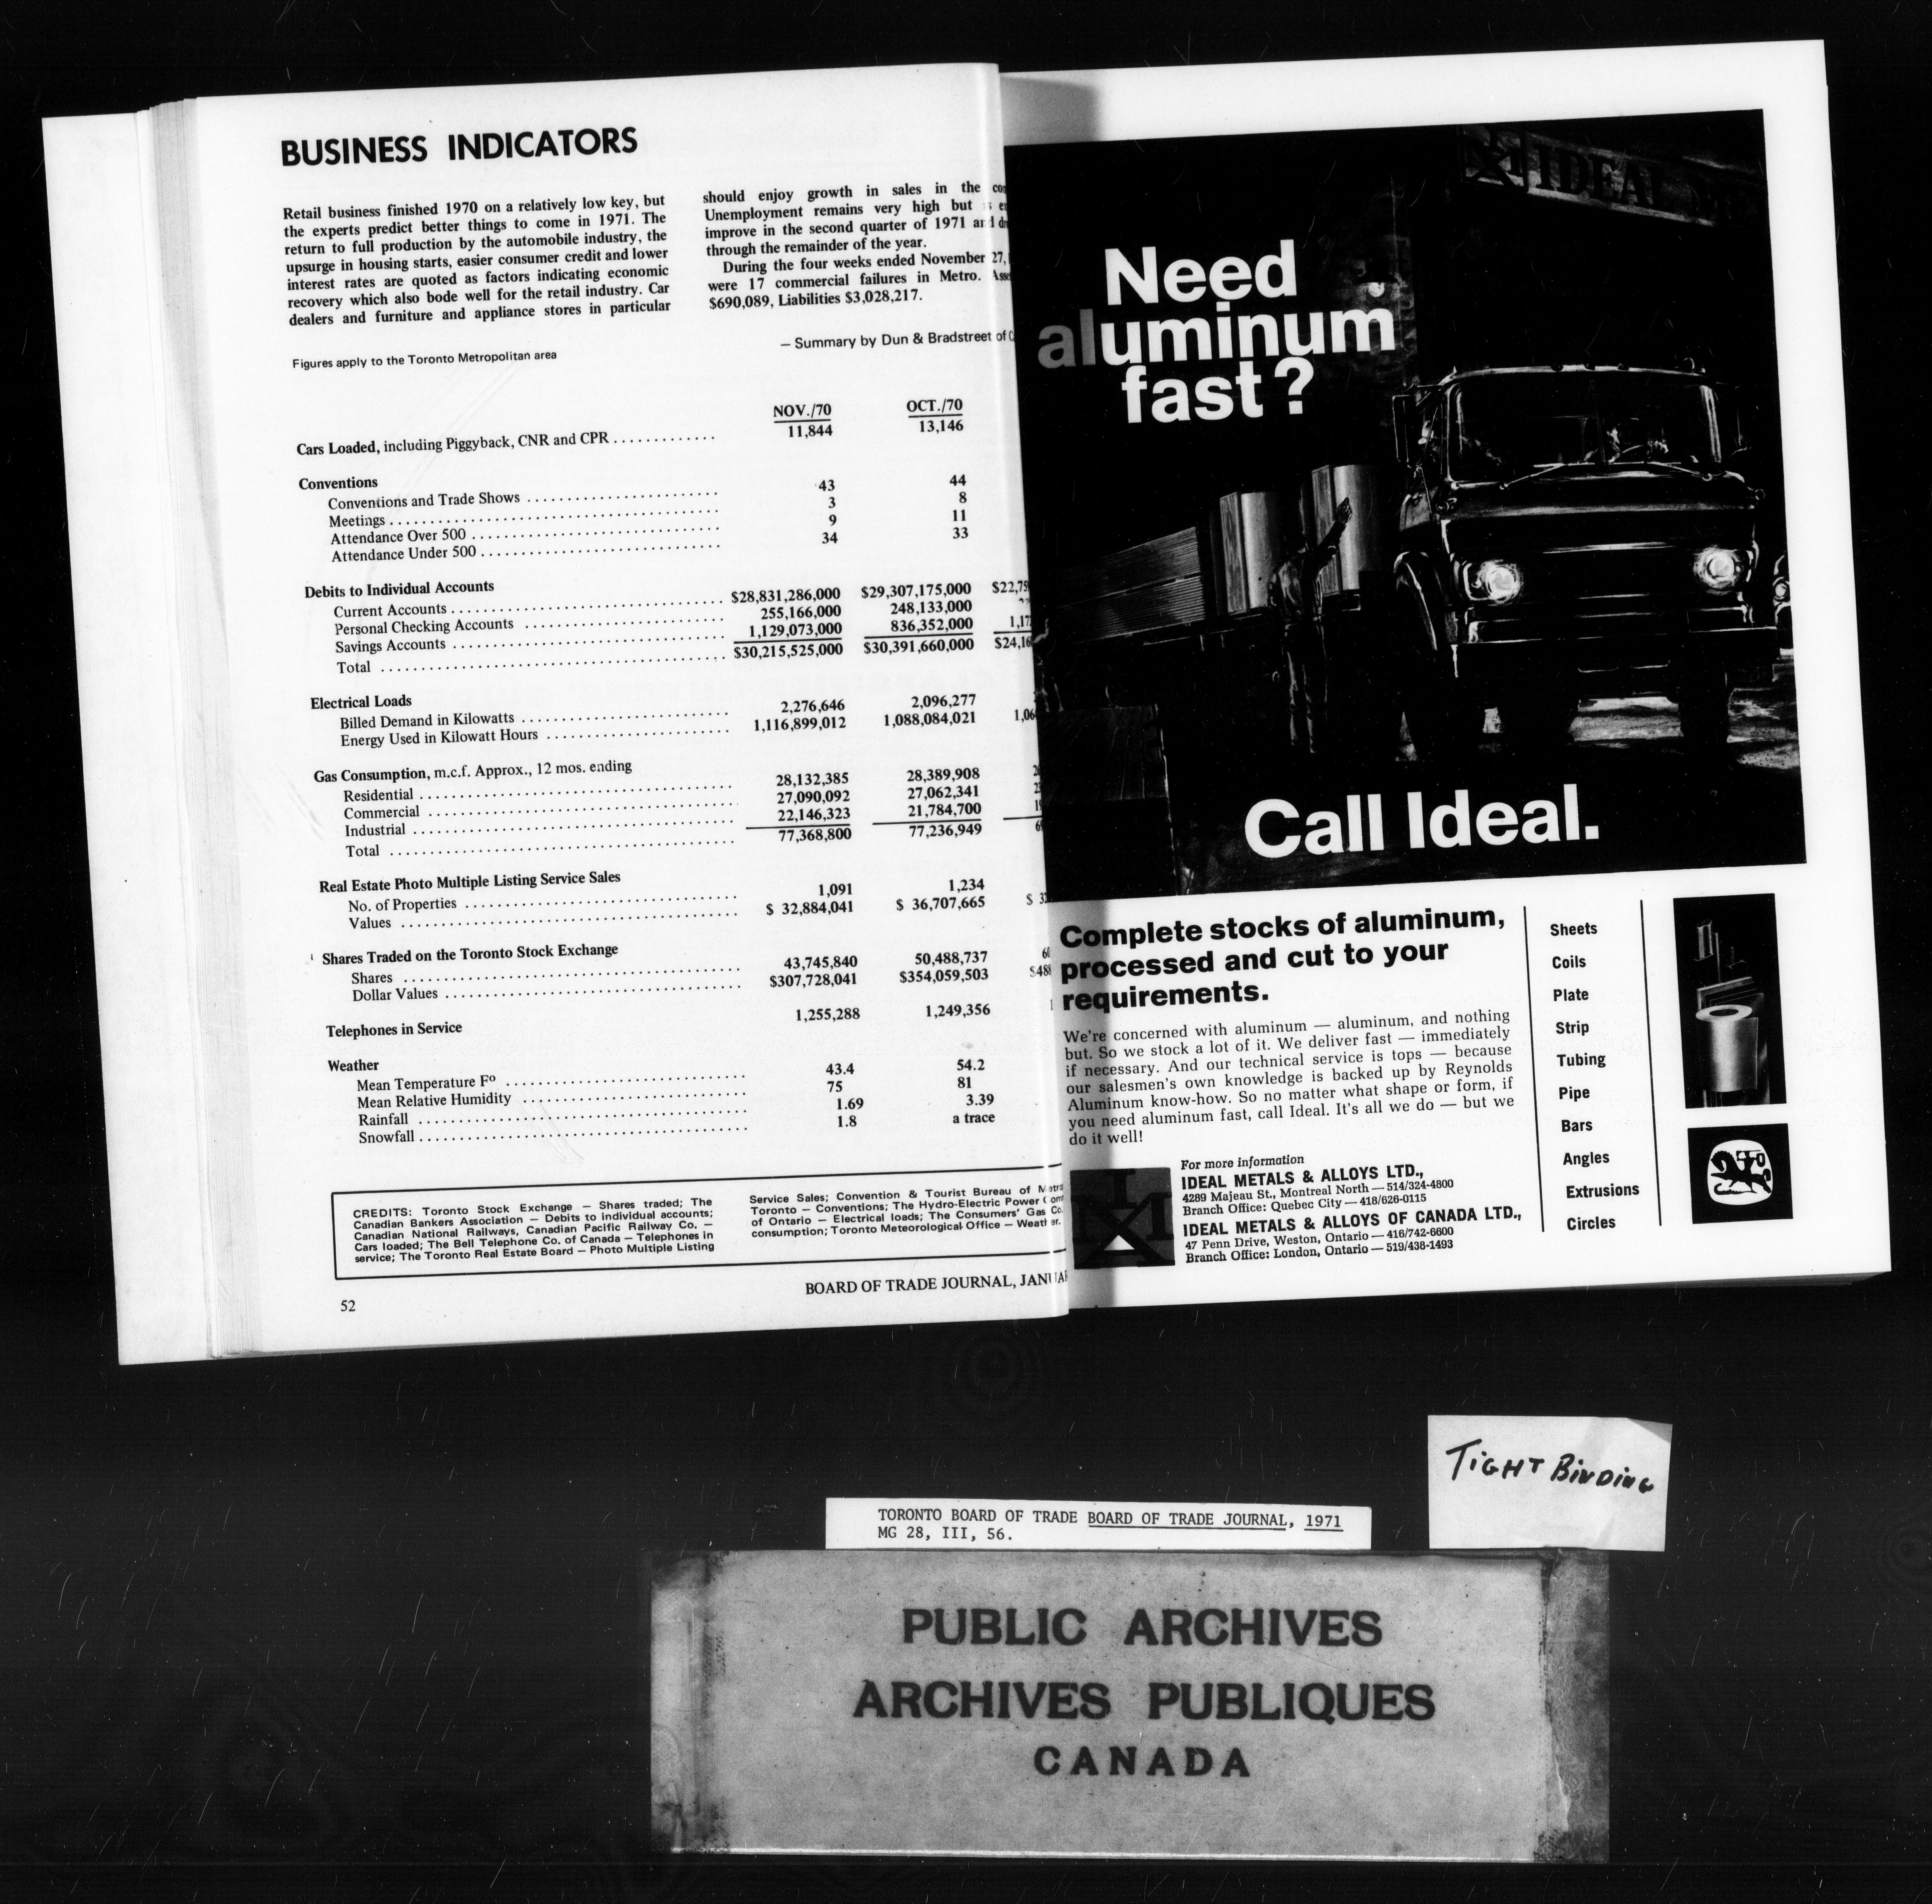 BUSINESS INDICATORS
Retail business finished 1970 on a relatively low key, but
the experts predict better things to come in 1971. The
return to full production by the automobile industry, the
upsurge in housing starts, easier consumer credit and lower
interest rates are quoted as factors indicating economic
recovery which also bode well for the retail industry. Car
dealers and furniture and appliance stores in particular
should enjoy growth in sales in the
Unemployment remains very high but
improve in the second quarter of 1971 and
through the remainder of the year.
During the four weeks ended November 27,
were 17 commercial failures in Metro.
$690,089, Liabilities $3,028,217.
— Summary by Dun & Bradstreet of
Figures apply to the Toronto Metropolitan area
NOV./70 OCT./70
Cars Loaded, including Piggyback, CNR and CPR ............. 11,844 13,146
Conventions
Conventions and Trade Shows ........................ 43 44
Meetings ........................ 3 8
Attendance Over 500 ........................ 9 11
Attendance Under 500 ........................ 34 33
Debits to Individual Accounts
Current Accounts ........................ $28,831,286,000 $29,307,175,000 $22,75
Personal Checking Accounts ........................ 255,166,000 248,133,000
Savings Accounts ........................ 1,129,073,000 836,352,000 1,17
Total ........................ $30,215,525,000 $30,391,660,000 $24,16
Electrical Loads
Billed Demand in Kilowatts ........................ 2,276,646 2,096,277
Energy Used in Kilowatt Hours ........................ 1,116,899,012 1,088,084,021 1,06
Gas Consumption, m.c.f. Approx., 12 mos. ending
Residential ........................ 28,132,385 28,389,908
Commercial ........................ 27,090,092 27,062,341
Industrial ........................ 22,146,323 21,784,700
Total ........................ 77,368,800 77,236,949
Real Estate Photo Multiple Listing Service Sales
No. of Properties ........................ 1,091 1,234
Values ........................ $ 32,884,041 $ 36,707,665
Shares Traded on the Toronto Stock Exchange
Shares ........................ 43,745,840 50,488,737
Dollar Values ........................ $307,728,041 $354,059,503 $48
Telephones in Service 1,255,288 1,249,356
Weather
Mean Temperature Fº ........................ 43.4 54.2
Mean Relative Humidity ........................ 75 81
Rainfall ........................ 1.69 3.39
Snowfall ........................ 1.8 a trace
CREDITS: Toronto Stock Exchange — Shares traded; The
Canadian Bankers Association — Debits to individual accounts;
Canadian National Railways, Canadian Pacific Railway Co. —
Cars loaded; The Bell Telephone Co. of Canada — Telephones in
service; The Toronto Real Estate Board — Photo Multiple Listing
Service Sales; Convention & Tourist Bureau of Metro
Toronto — Conventions; The Hydro-Electric Power Com
of Ontario — Electrical loads; The Consumers' Gas Co.
consumption; Toronto Meteorological Office — Weather.
BOARD OF TRADE JOURNAL, JANUA
52
IDEAL
Need
aluminum
fast?
Call Ideal.
Complete stocks of aluminum,
processed and cut to your
requirements.
We're concerned with aluminum — aluminum, and nothing
but. So we stock a lot of it. We deliver fast — immediately
if necessary. And our technical service is tops — because
our salesmen's own knowledge is backed up by Reynolds
Aluminum know-how. So no matter what shape or form, if
you need aluminum fast, call Ideal. It's all we do — but we
do it well!
For more information
IDEAL METALS & ALLOYS LTD.,
4289 Majeau St., Montreal North — 514/324-4800
Branch Office: Quebec City — 418/626-0115
IDEAL METALS & ALLOYS OF CANADA LTD.,
47 Penn Drive, Weston, Ontario — 416/742-6600
Branch Office: London, Ontario — 519/438-1493
Sheets
Coils
Plate
Strip
Tubing
Pipe
Bars
Angles
Extrusions
Circles
TIGHT BINDING
TORONTO BOARD OF TRADE BOARD OF TRADE JOURNAL, 1971
MG 28, III, 56.
PUBLIC ARCHIVES
ARCHIVES PUBLIQUES
CANADA